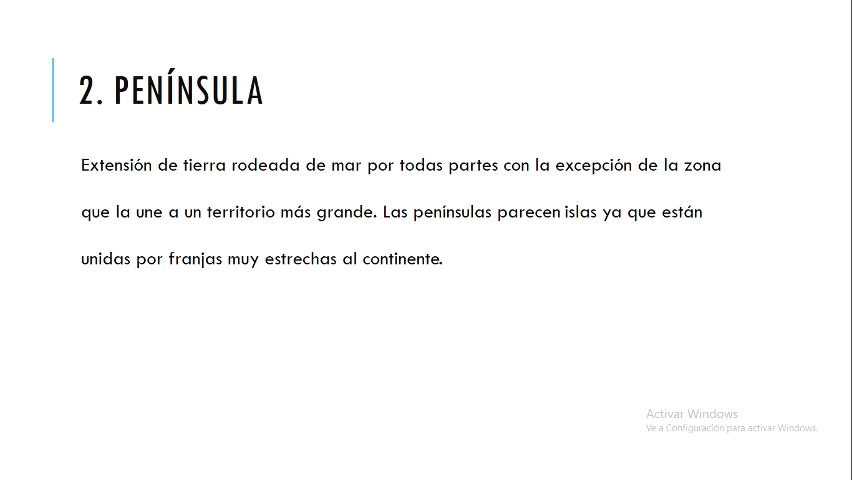 2. PENÍNSULA
Extensión de tierra rodeada de mar por todas partes con la excepción de la zona
que la une a un territorio más grande. Las penínsulas parecen islas ya que están
unidas por franjas muy estrechas al continente.
Activar Windows
Ve a Configuración para activar Windows.